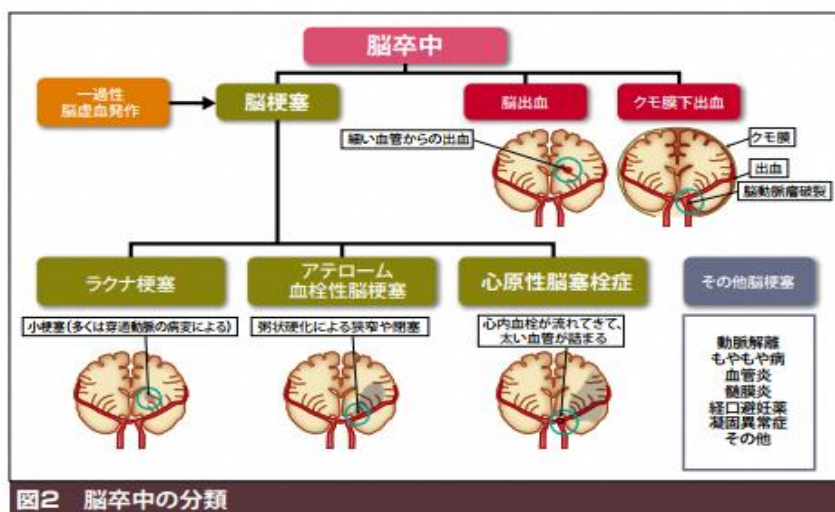 脳卒中
一過性
脳虚血発作
脳梗塞
脳出血
クモ膜下出血
細い血管からの出血
クモ膜
出血
脳動脈瘤破裂
ラクナ梗塞
アテローム
血栓性脳梗塞
心原性脳塞栓症
その他脳梗塞
小梗塞(多くは穿通動脈の病変による)
粥状硬化による狭窄や閉塞
心内血栓が流れてきて、
太い血管が詰まる
動脈解離
もやもや病
血管炎
髄膜炎
経口避妊薬
凝固異常症
その他
図2 脳卒中の分類